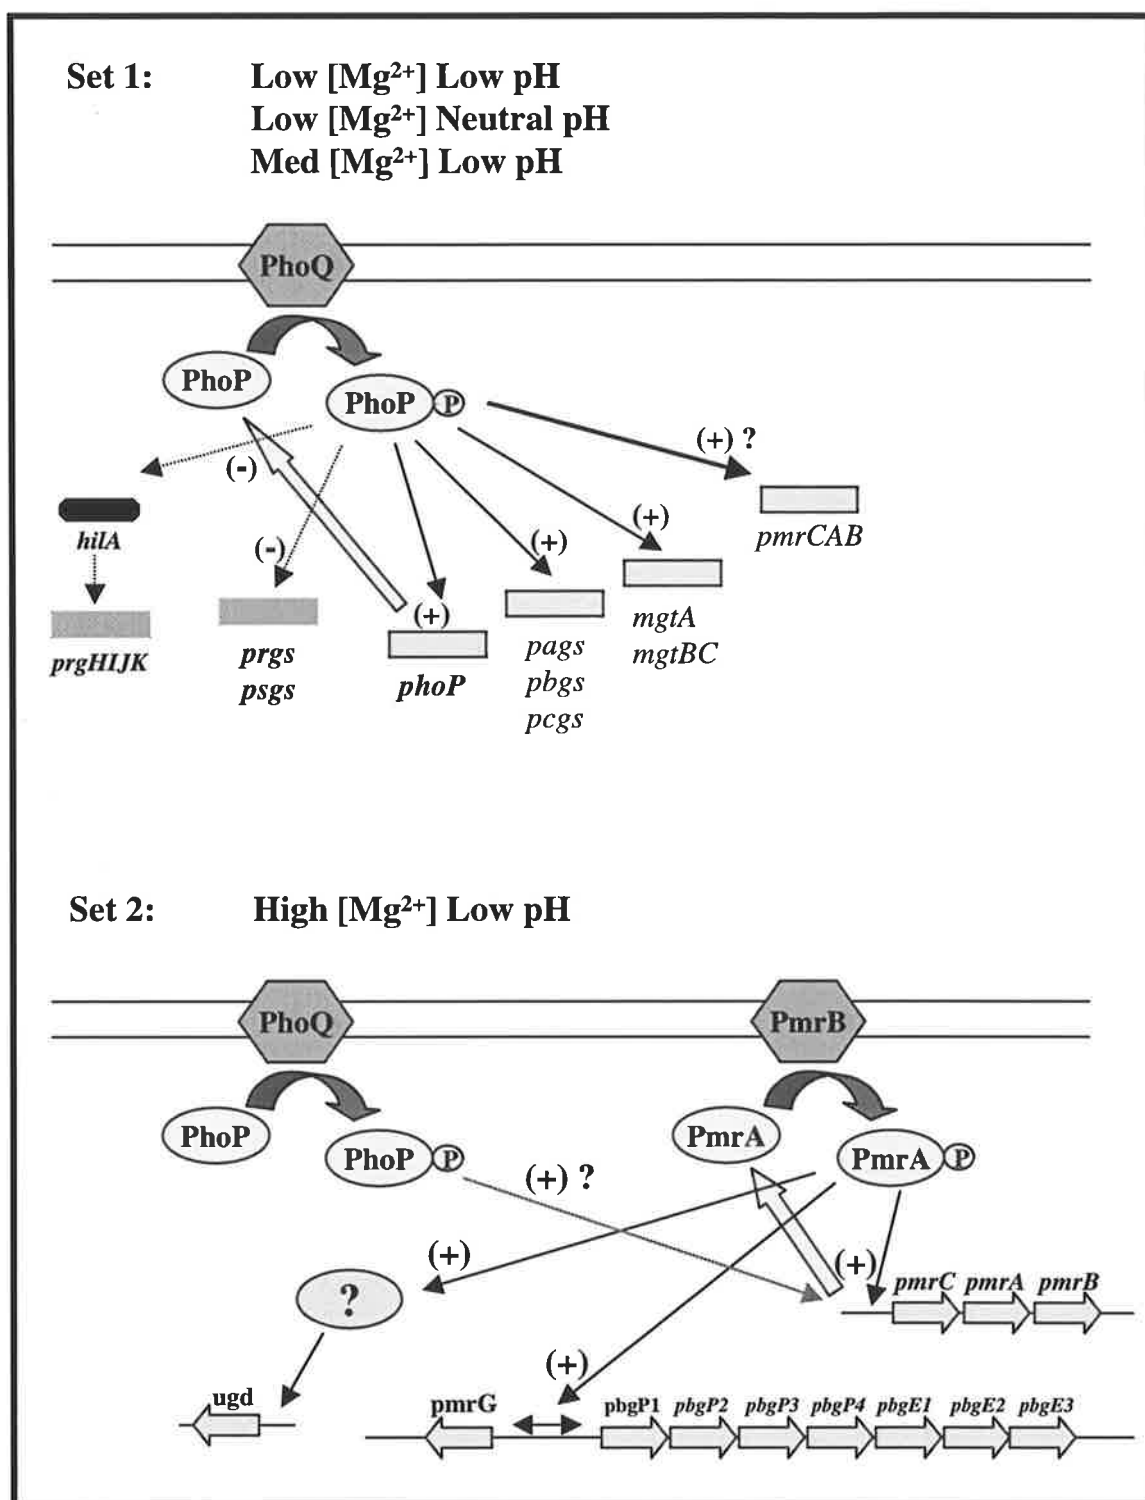 Set 1: Low [Mg²⁺] Low pH
Low [Mg²⁺] Neutral pH
Med [Mg²⁺] Low pH
PhoQ
PhoP
PhoP P
(+) ?
(-)
(+)
pmrCAB
hilA
(-)
(+)
mgtA
mgtBC
(+)
prgHIJK
prgs
psgs
phoP
pags
pbgs
pcgs
Set 2: High [Mg²⁺] Low pH
PhoQ
PmrB
PhoP
PhoP P
PmrA
PmrA P
(+) ?
(+)
(+)
pmrC pmrA pmrB
?
(+)
ugd
pmrG
pbgP1 pbgP2 pbgP3 pbgP4 pbgE1 pbgE2 pbgE3